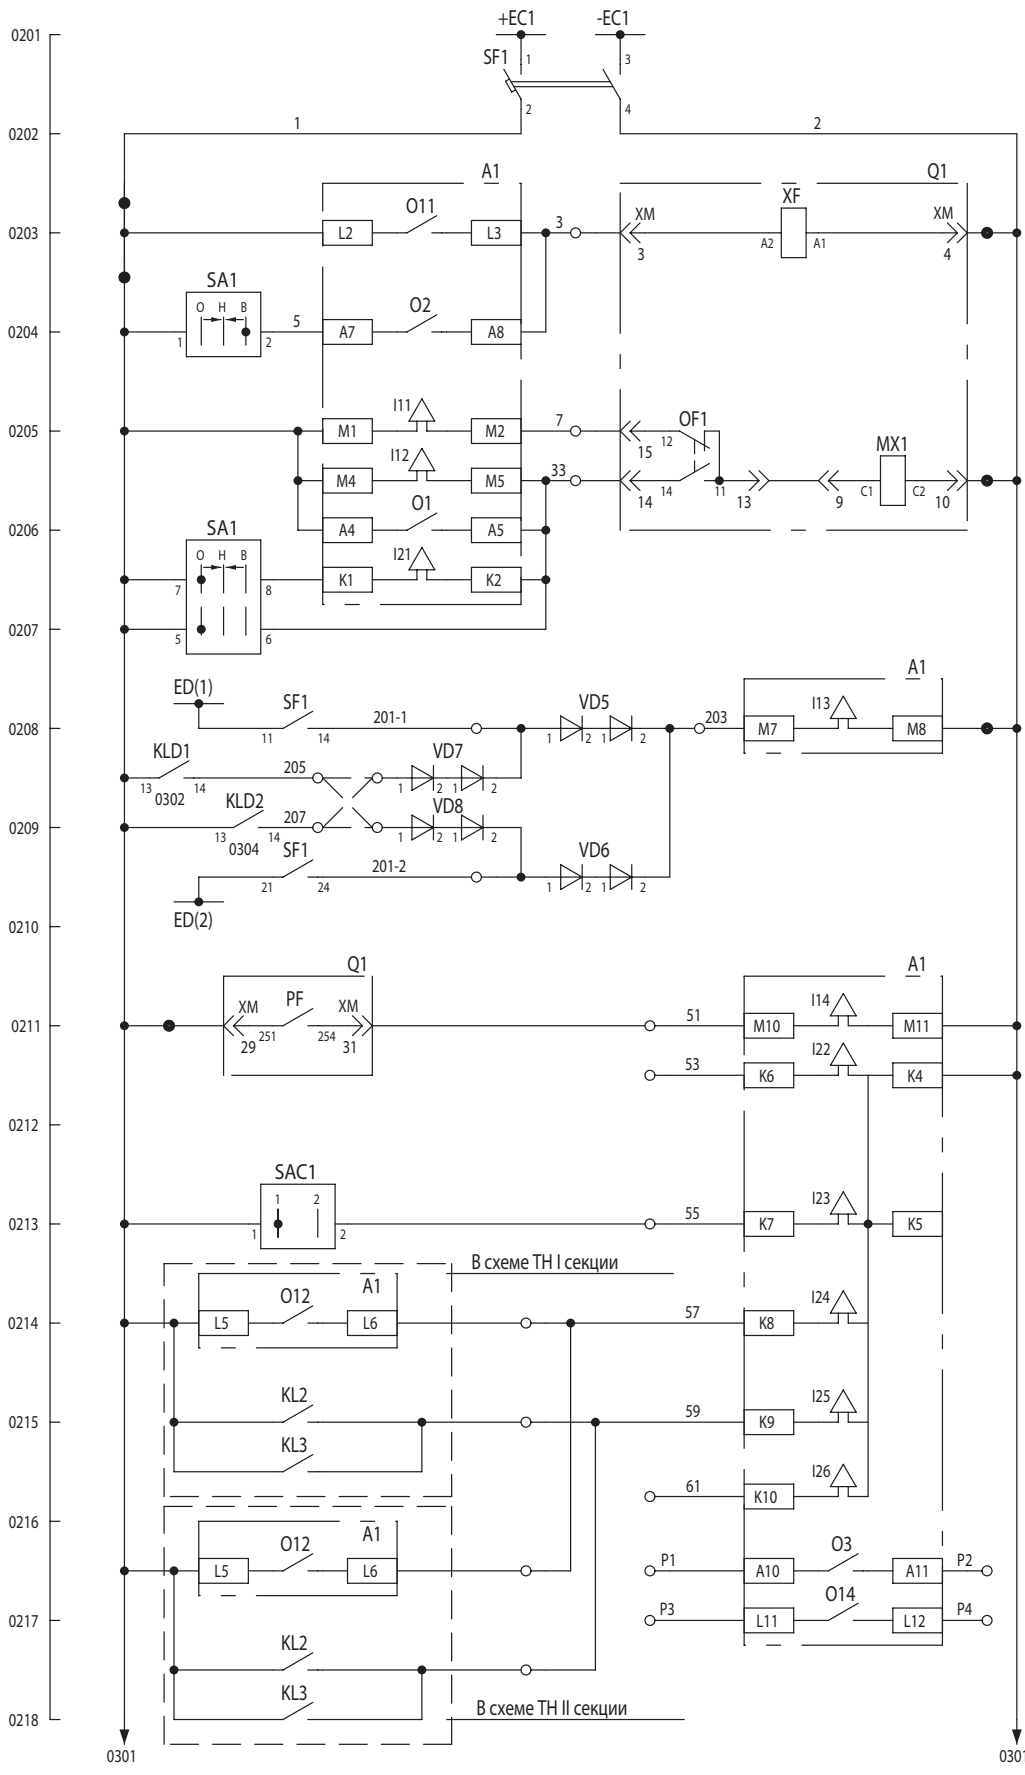 +EC1 -EC1
0201
1 3
SF1
2 4
1 2
0202
A1 Q1
O11 XF
XM XM
0203 L2 L3 3
3 A2 A1 4
SA1
O H B
O2
5
0204 1 2 A7 A8
I11 OF1
7
0205 M1 M2 12 MX1
15
I12
33
M4 M5
14 14 11 13 9 C1 C2 10
O1
0206 A4 A5
SA1
O H B
I21
7 8 K1 K2
0207
5 6
A1
ED(1)
SF1 VD5 I13
201-1 203
0208 11 14 1 2 1 2 M7 M8
KLD1 VD7
205
13 14 1 2 1 2
0302
KLD2 VD8
207
0209 13 14 1 2 1 2
0304
SF1 VD6
201-2
21 24 1 2 1 2
ED(2)
0210
Q1 A1
XM PF XM I14
51
0211 251 254 M10 M11
29 31
I22
53
K6 K4
0212
SAC1
1 2
I23
55
0213 1 2 K7 K5
В схеме ТН I секции
A1
O12 I24
57
0214 L5 L6 K8
KL2 I25
59
0215 K9
KL3
I26
61
K10
0216
A1
O12 O3
P1 P2
L5 L6 A10 A11
O14
P3 P4
0217 L11 L12
KL2
KL3
В схеме ТН II секции
0218
0301 0301